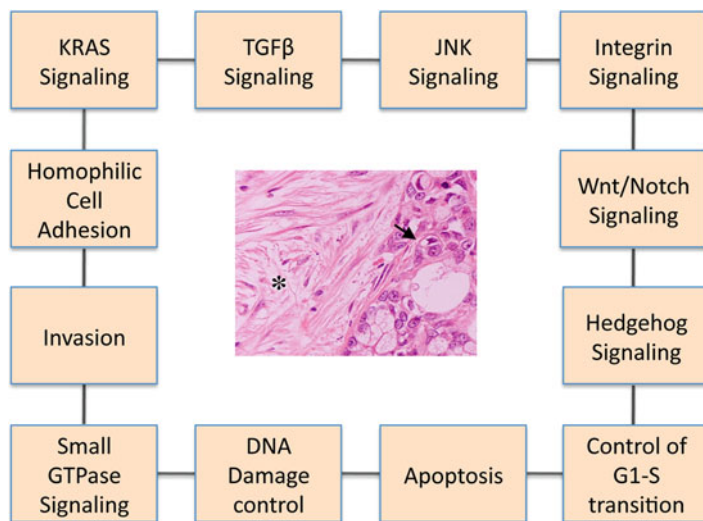 KRAS
Signaling
TGFβ
Signaling
JNK
Signaling
Integrin
Signaling
Homophilic
Cell
Adhesion
Wnt/Notch
Signaling
*
Invasion
Hedgehog
Signaling
Small
GTPase
Signaling
DNA
Damage
control
Apoptosis
Control of
G1-S
transition